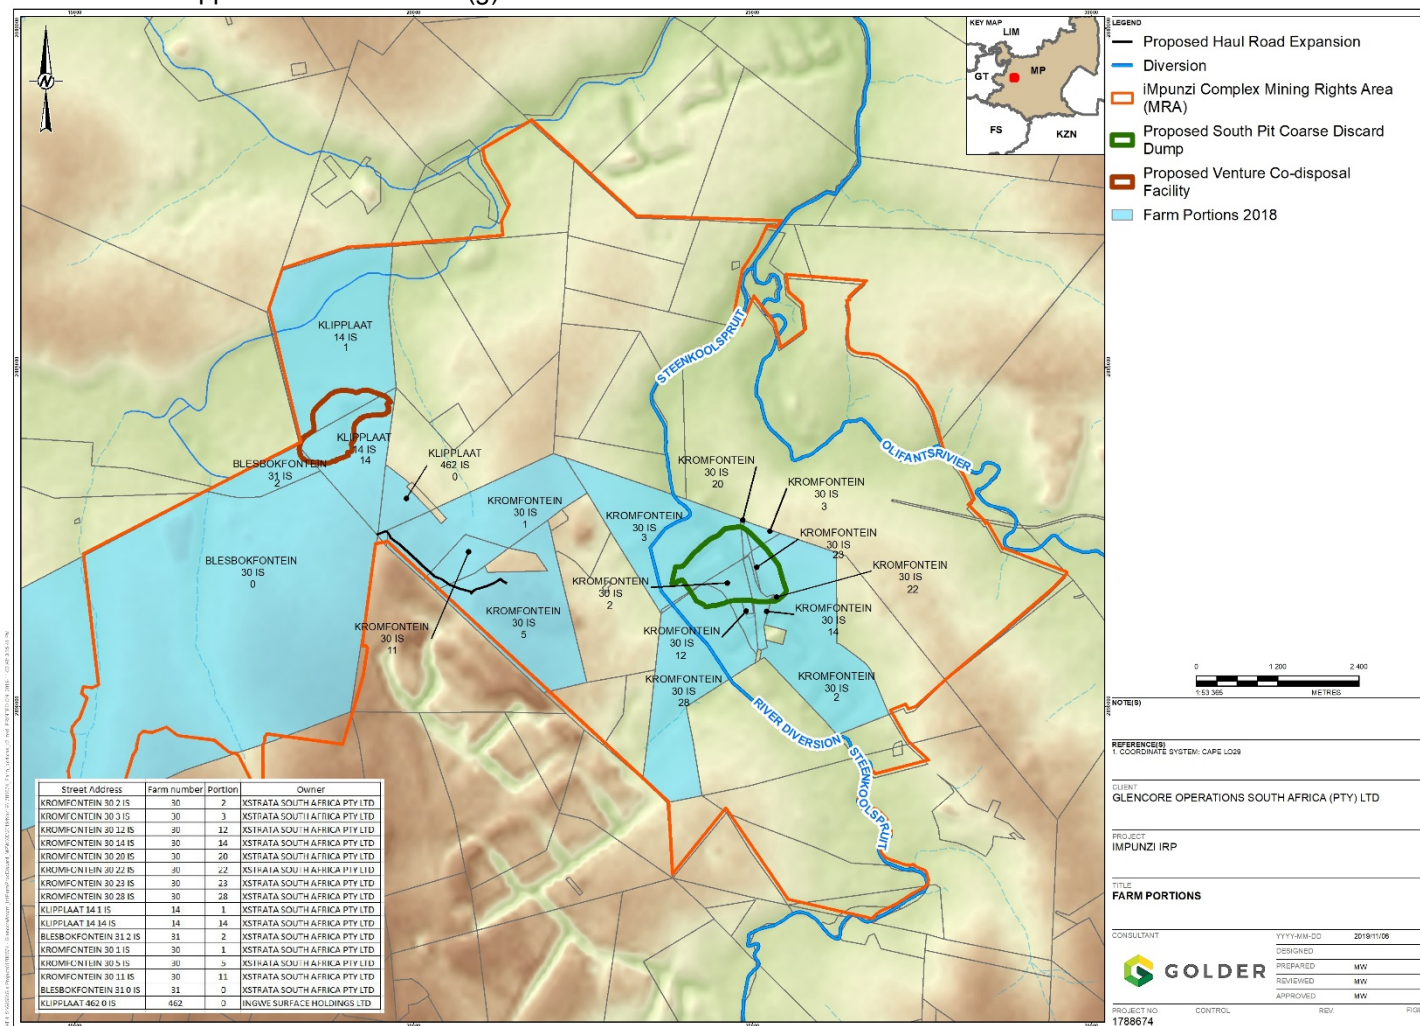 KEY MAP
LIM
MP
GT
FS
KZN
N
LEGEND
Proposed Haul Road Expansion
Diversion
iMpunzi Complex Mining Rights Area
(MRA)
Proposed South Pit Coarse Discard
Dump
Proposed Venture Co-disposal
Facility
Farm Portions 2018
KLIPPLAAT
14 IS
1
KLIPPLAAT
14 IS
14
BLESBOKFONTEIN
31 IS
2
KLIPPLAAT
462 IS
0
BLESBOKFONTEIN
30 IS
0
KROMFONTEIN
30 IS
1
KROMFONTEIN
30 IS
3
KROMFONTEIN
30 IS
20
KROMFONTEIN
30 IS
3
KROMFONTEIN
30 IS
23
KROMFONTEIN
30 IS
22
KROMFONTEIN
30 IS
2
KROMFONTEIN
30 IS
14
KROMFONTEIN
30 IS
12
KROMFONTEIN
30 IS
11
KROMFONTEIN
30 IS
5
KROMFONTEIN
30 IS
28
KROMFONTEIN
30 IS
2
STEENKOOLSPRUIT
OLIFANTSRIVIER
RIVER DIVERSION
STEENKOOLSPRUIT
Street Address Farm number Portion Owner
KROMFONTEIN 30 2 IS 30 2 XSTRATA SOUTH AFRICA PTY LTD
KROMFONTEIN 30 3 IS 30 3 XSTRATA SOUTH AFRICA PTY LTD
KROMFONTEIN 30 12 IS 30 12 XSTRATA SOUTH AFRICA PTY LTD
KROMFONTEIN 30 14 IS 30 14 XSTRATA SOUTH AFRICA PTY LTD
KROMFONTEIN 30 20 IS 30 20 XSTRATA SOUTH AFRICA PTY LTD
KROMFONTEIN 30 22 IS 30 22 XSTRATA SOUTH AFRICA PTY LTD
KROMFONTEIN 30 23 IS 30 23 XSTRATA SOUTH AFRICA PTY LTD
KROMFONTEIN 30 28 IS 30 28 XSTRATA SOUTH AFRICA PTY LTD
KLIPPLAAT 14 1 IS 14 1 XSTRATA SOUTH AFRICA PTY LTD
KLIPPLAAT 14 14 IS 14 14 XSTRATA SOUTH AFRICA PTY LTD
BLESBOKFONTEIN 31 2 IS 31 2 XSTRATA SOUTH AFRICA PTY LTD
KROMFONTEIN 30 1 IS 30 1 XSTRATA SOUTH AFRICA PTY LTD
KROMFONTEIN 30 5 IS 30 5 XSTRATA SOUTH AFRICA PTY LTD
KROMFONTEIN 30 11 IS 30 11 XSTRATA SOUTH AFRICA PTY LTD
BLESBOKFONTEIN 31 0 IS 31 0 XSTRATA SOUTH AFRICA PTY LTD
KLIPPLAAT 462 0 IS 462 0 INGWE SURFACE HOLDINGS LTD
0 1 200 2 400
1:53 365 METRES
NOTE(S)
REFERENCE(S)
1. COORDINATE SYSTEM: CAPE LO29
CLIENT
GLENCORE OPERATIONS SOUTH AFRICA (PTY) LTD
PROJECT
IMPUNZI IRP
TITLE
FARM PORTIONS
CONSULTANT
YYYY-MM-DD 2019/11/06
DESIGNED
PREPARED MW
REVIEWED MW
APPROVED MW
GOLDER
PROJECT NO. CONTROL REV.
1788674